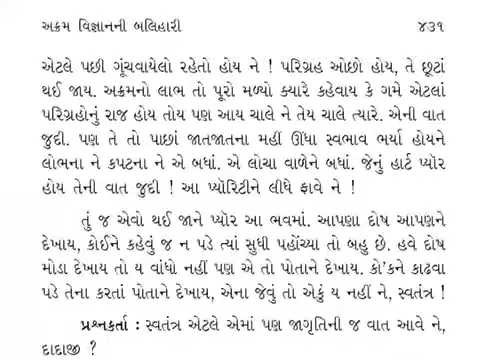 અક્રમ વિજ્ઞાનની બલિહારી ૪૩૧
એટલે પછી ગૂંચવાયેલો રહેતો હોય ને ! પરિગ્રહ ઓછો હોય, તે છૂટાં
થઈ જાય. અક્રમનો લાભ તો પૂરો મળ્યો ક્યારે કહેવાય કે ગમે એટલાં
પરિગ્રહોનું રાજ હોય તોય પણ આય ચાલે ને તેય ચાલે ત્યારે. એની વાત
જુદી. પણ તે તો પાછાં જાતજાતના મહીં ઊંધા સ્વભાવ ભર્યા હોયને
લોભના ને કપટના ને એ બધાં. એ લોચા વાળેને બધાં. જેનું હાર્ટ પ્યૉર
હોય તેની વાત જુદી ! આ પ્યૉરિટીને લીધે ફાવે ને !
તું જ એવો થઈ જાને પ્યૉર આ ભવમાં. આપણા દોષ આપણને
દેખાય, કોઈને કહેવું જ ન પડે ત્યાં સુધી પહોંચ્યા તો બહુ છે. હવે દોષ
મોડા દેખાય તો ય વાંધો નહીં પણ એ તો પોતાને દેખાય. કો'કને કાઢવા
પડે તેના કરતાં પોતાને દેખાય, એના જેવું તો એકું ય નહીં ને, સ્વતંત્ર !
પ્રશ્નકર્તા : સ્વતંત્ર એટલે એમાં પણ જાગૃતિની જ વાત આવે ને,
દાદાજી ?